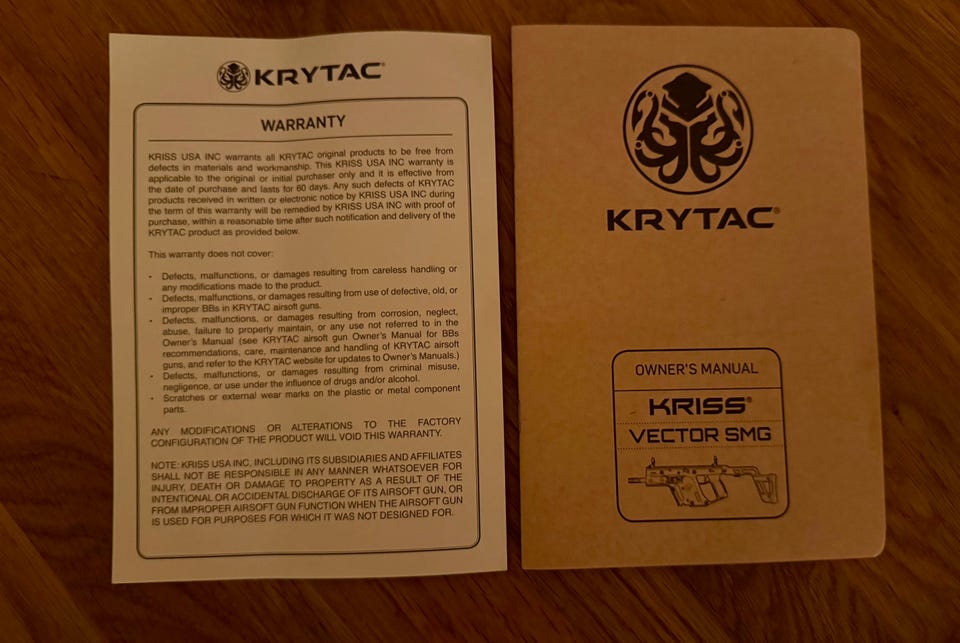 KRYTAC®
WARRANTY
KRISS USA INC warrants all KRYTAC original products to be free from
defects in materials and workmanship. This KRISS USA INC warranty is
applicable to the original or initial purchaser only and it is effective from
the date of purchase and lasts for 60 days. Any such defects of KRYTAC
products received in written or electronic notice by KRISS USA INC during
the term of this warranty will be remedied by KRISS USA INC with proof of
purchase, within a reasonable time after such notification and delivery of the
KRYTAC product as provided below.
This warranty does not cover:
- Defects, malfunctions, or damages resulting from careless handling or
any modifications made to the product.
- Defects, malfunctions, or damages resulting from use of defective, old, or
improper BBs in KRYTAC airsoft guns.
- Defects, malfunctions, or damages resulting from corrosion, neglect,
abuse, failure to properly maintain, or any use not referred to in the
Owner's Manual (see KRYTAC airsoft gun Owner's Manual for BBs
recommendations, care, maintenance and handling of KRYTAC airsoft
guns, and refer to the KRYTAC website for updates to Owner's Manuals.)
- Defects, malfunctions, or damages resulting from criminal misuse,
negligence, or use under the influence of drugs and/or alcohol.
- Scratches or external wear marks on the plastic or metal component
parts.
ANY MODIFICATIONS OR ALTERATIONS TO THE FACTORY
CONFIGURATION OF THE PRODUCT WILL VOID THIS WARRANTY.
NOTE: KRISS USA INC, INCLUDING ITS SUBSIDIARIES AND AFFILIATES
SHALL NOT BE RESPONSIBLE IN ANY MANNER WHATSOEVER FOR
INJURY, DEATH OR DAMAGE TO PROPERTY AS A RESULT OF THE
INTENTIONAL OR ACCIDENTAL DISCHARGE OF ITS AIRSOFT GUN, OR
FROM IMPROPER AIRSOFT GUN FUNCTION WHEN THE AIRSOFT GUN
IS USED FOR PURPOSES FOR WHICH IT WAS NOT DESIGNED FOR.
KRYTAC®
OWNER'S MANUAL
KRISS®
VECTOR SMG